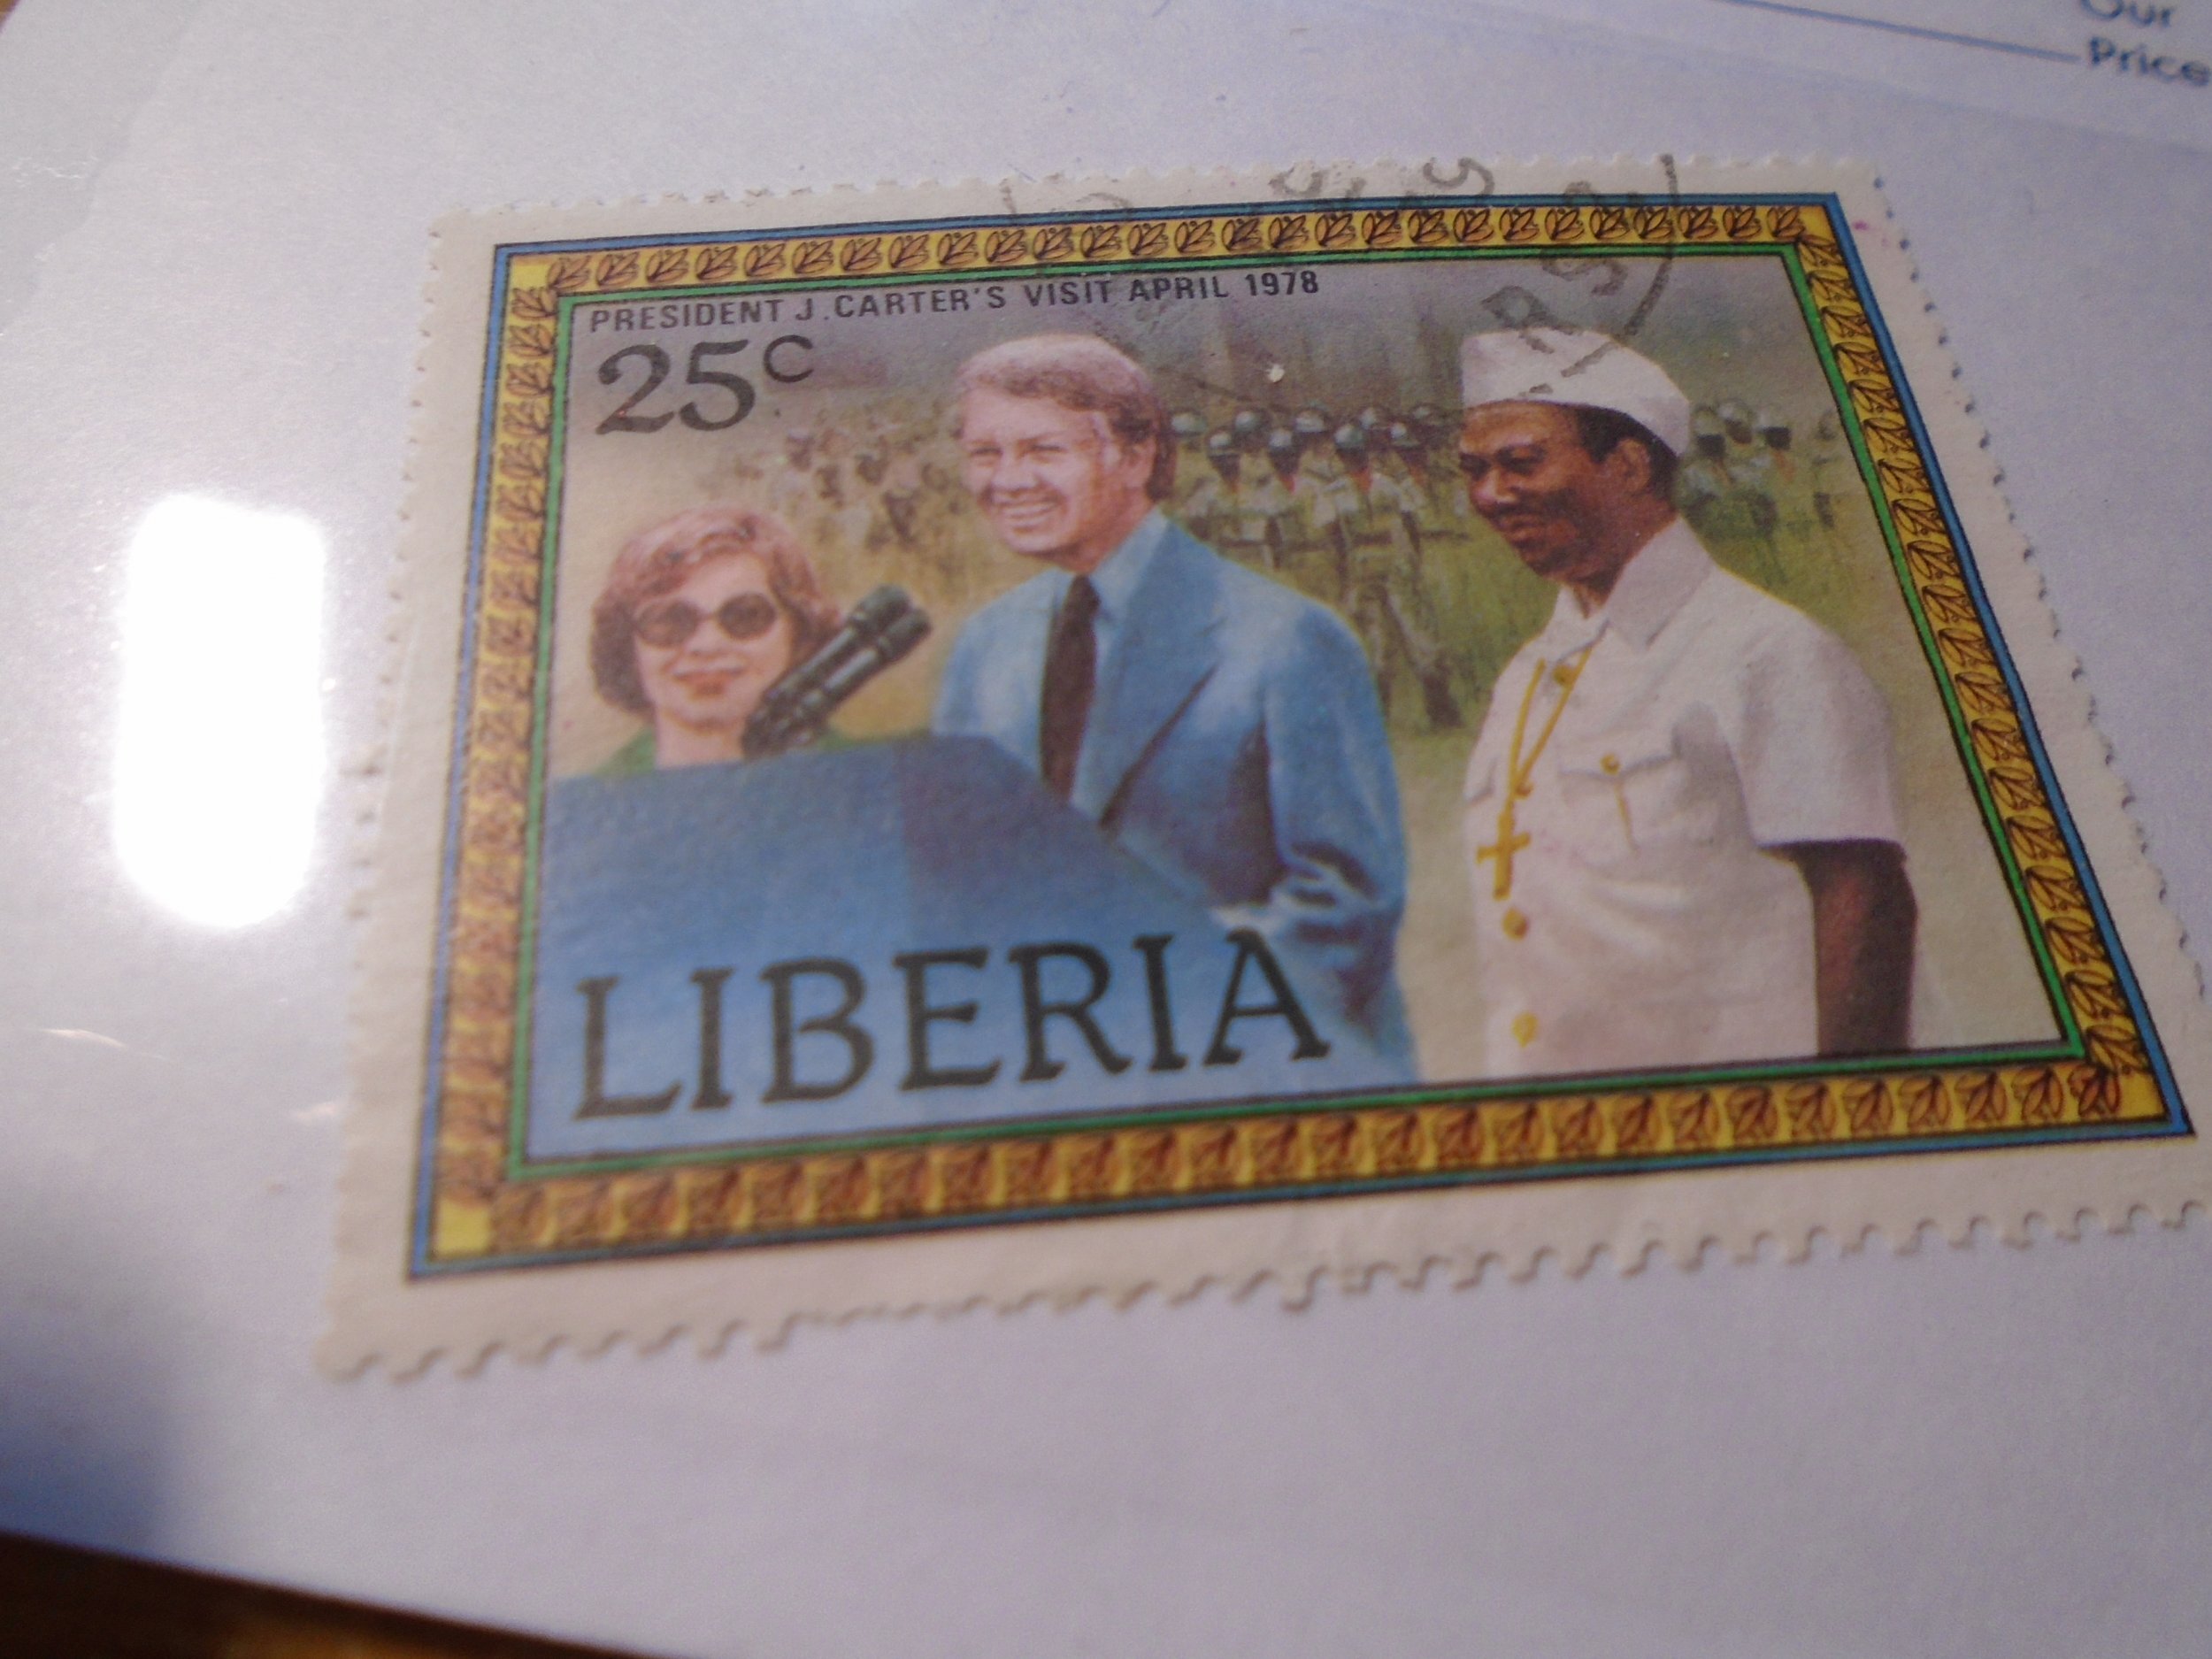 Our
Price
PRESIDENT J. CARTER'S VISIT APRIL 1978
25c
LIBERIA